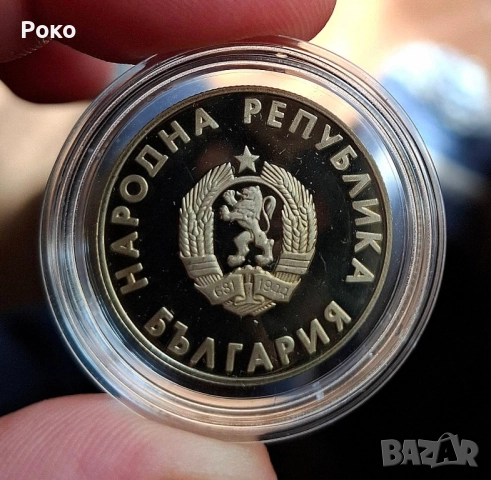 Роко
НАРОДНА РЕПУБЛИКА
БЪЛГАРИЯ
681 1944
BAZAR